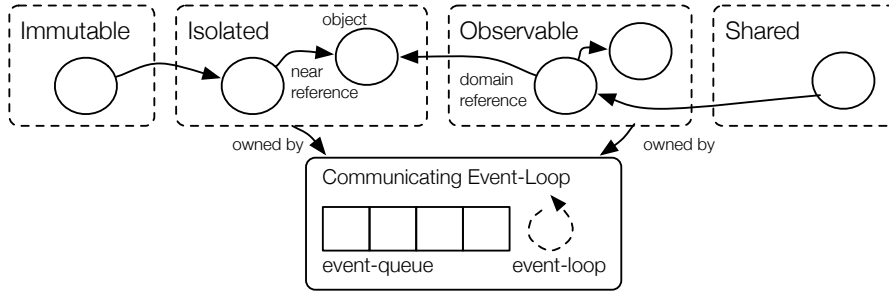 Immutable
Isolated
object
Observable
Shared
near
reference
domain
reference
owned by
owned by
Communicating Event-Loop
event-queue
event-loop